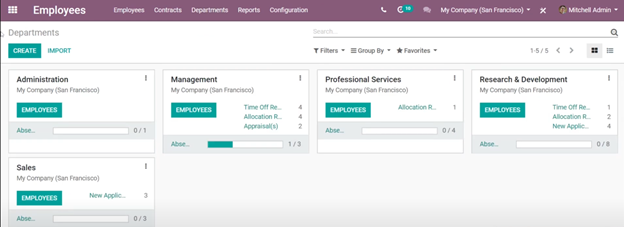 Employees Employees Contracts Departments Reports Configuration 18 My Company (San Francisco) Mitchell Admin
Departments Search...
CREATE IMPORT Filters Group By Favorites 1-5 / 5
Administration
My Company (San Francisco)
EMPLOYEES
Abse... 0 / 1
Management
My Company (San Francisco)
EMPLOYEES Time Off Re... 4
Allocation R... 4
Appraisal(s) 2
Abse... 1 / 3
Professional Services
My Company (San Francisco)
EMPLOYEES Allocation R... 1
Abse... 0 / 4
Research & Development
My Company (San Francisco)
EMPLOYEES Time Off Re... 1
Allocation R... 2
New Applic... 4
Abse... 0 / 8
Sales
My Company (San Francisco)
EMPLOYEES New Applic... 3
Abse... 0 / 3